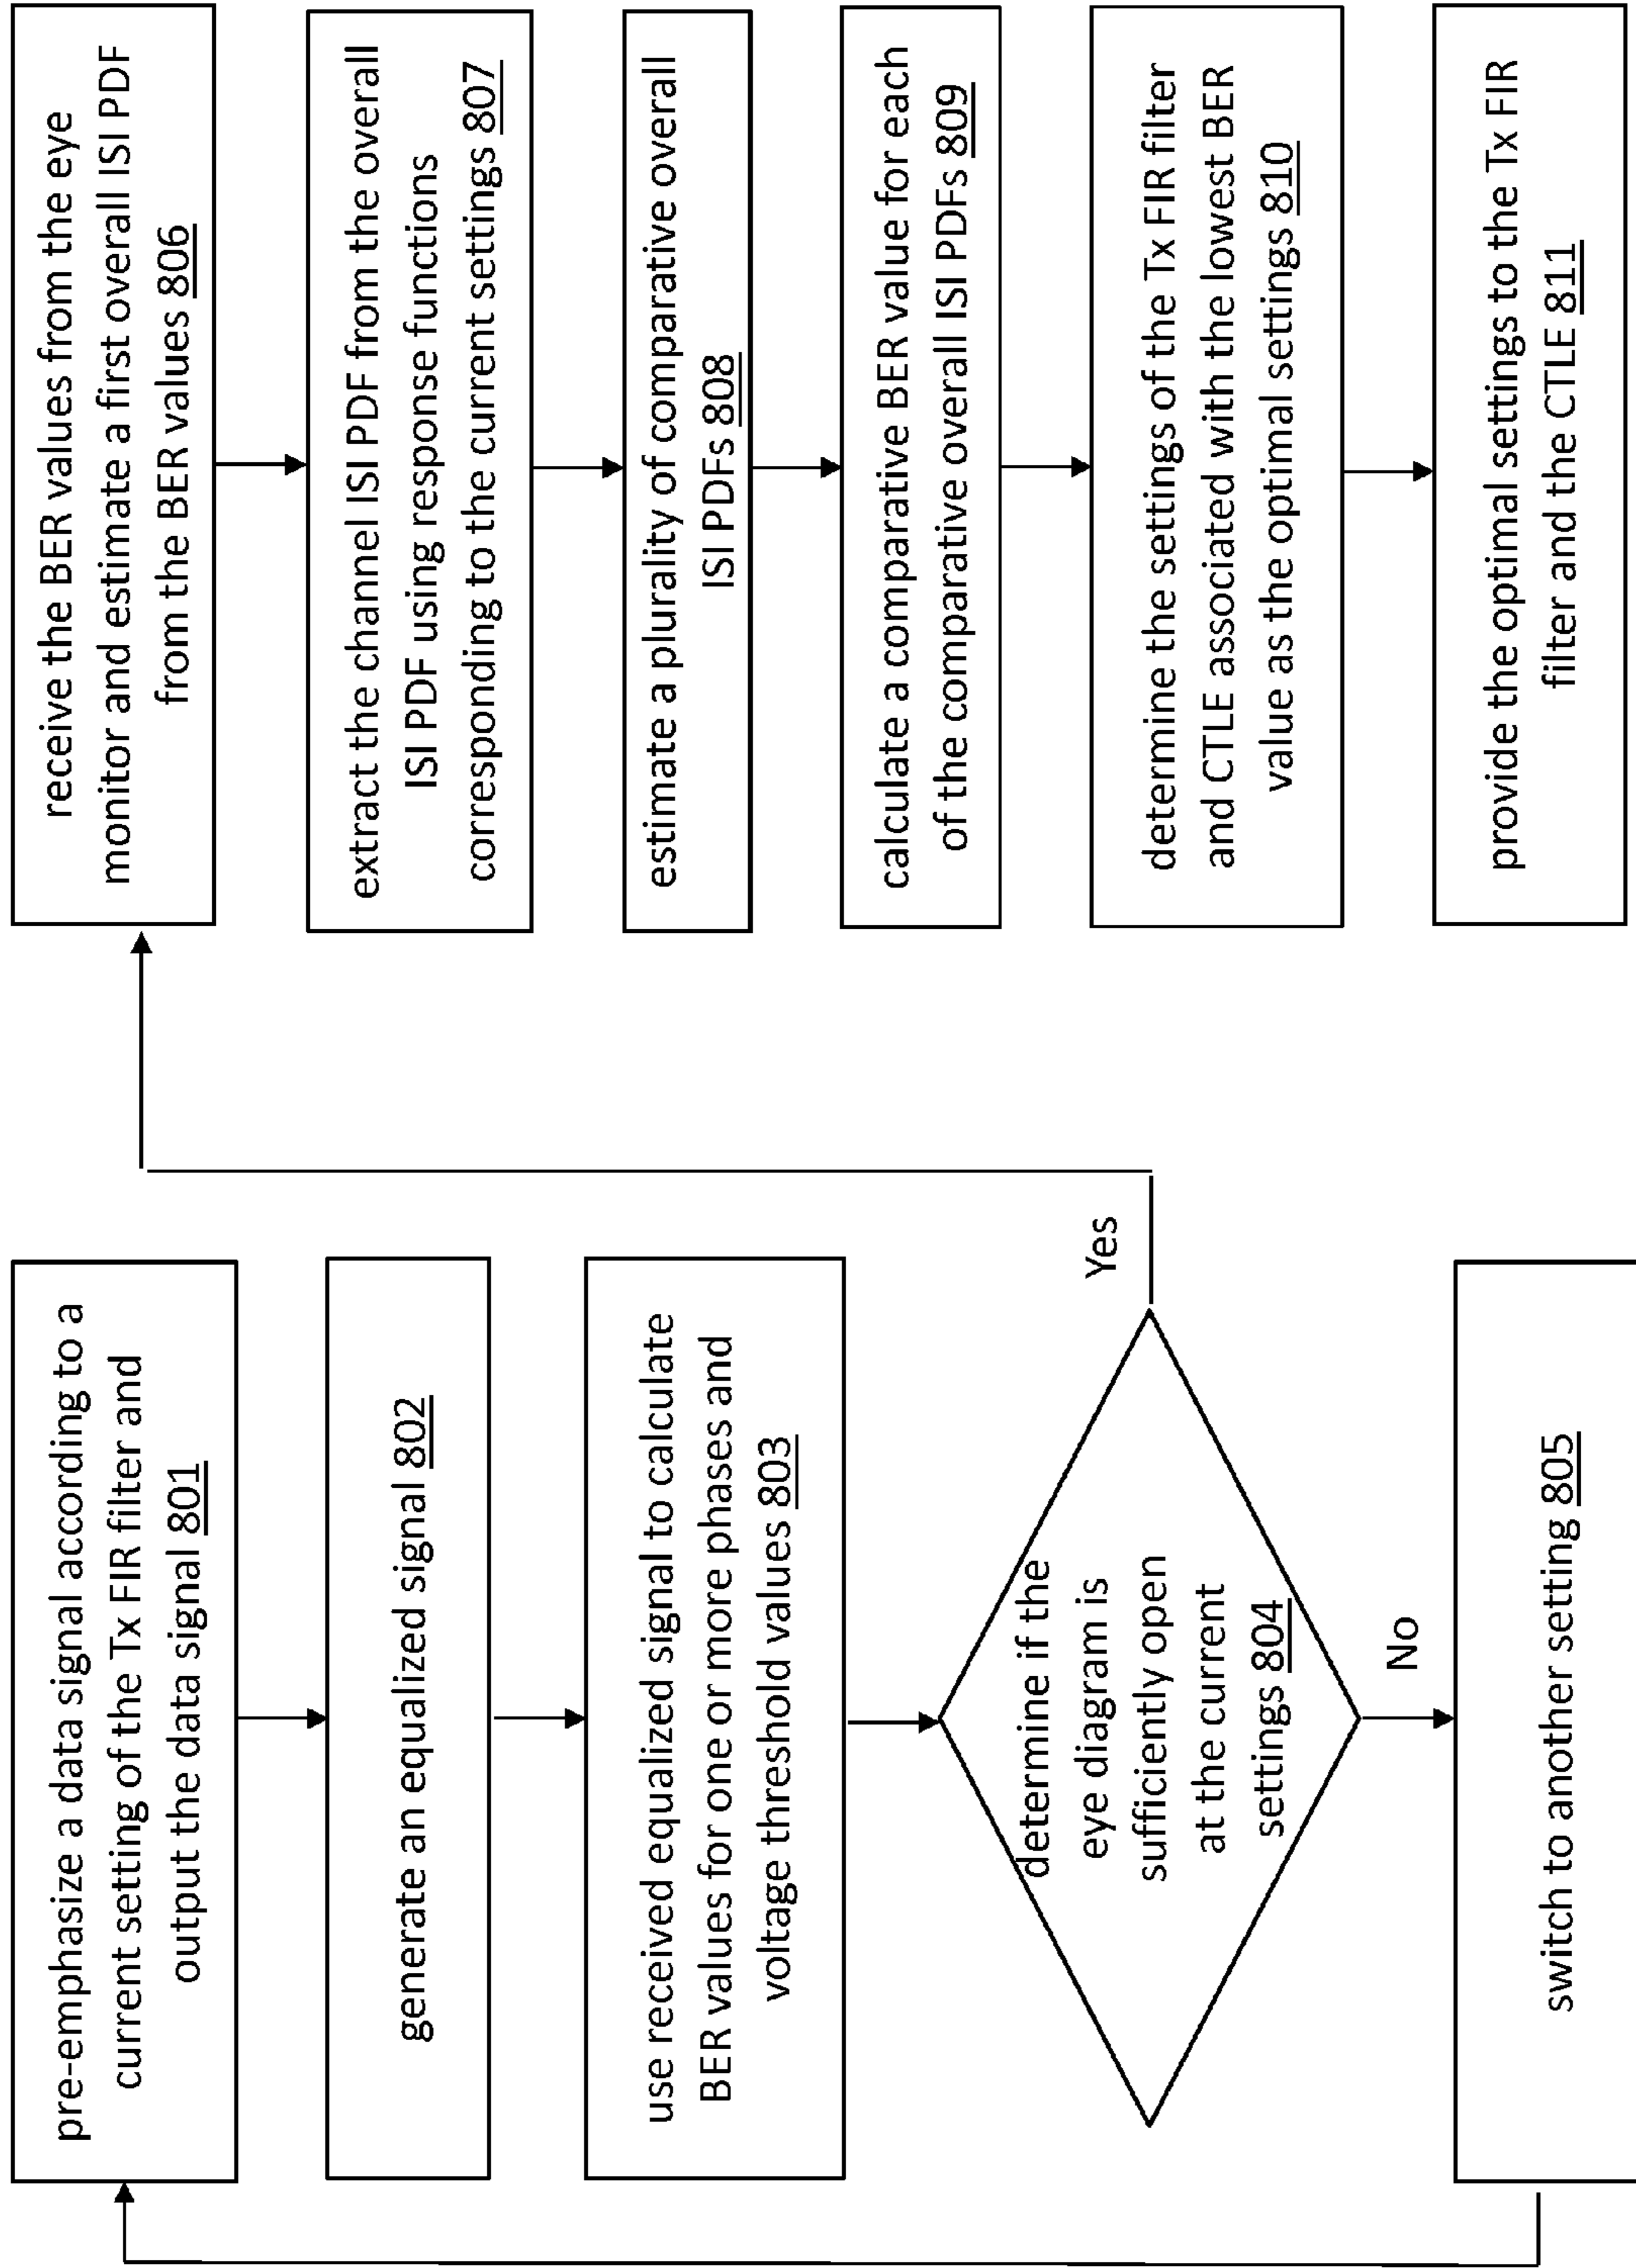 pre-emphasize a data signal according to a
current setting of the Tx FIR filter and
output the data signal 801
generate an equalized signal 802
use received equalized signal to calculate
BER values for one or more phases and
voltage threshold values 803
determine if the
eye diagram is
sufficiently open
at the current
settings 804
Yes
No
switch to another setting 805
receive the BER values from the eye
monitor and estimate a first overall ISI PDF
from the BER values 806
extract the channel ISI PDF from the overall
ISI PDF using response functions
corresponding to the current settings 807
estimate a plurality of comparative overall
ISI PDFs 808
calculate a comparative BER value for each
of the comparative overall ISI PDFs 809
determine the settings of the Tx FIR filter
and CTLE associated with the lowest BER
value as the optimal settings 810
provide the optimal settings to the Tx FIR
filter and the CTLE 811